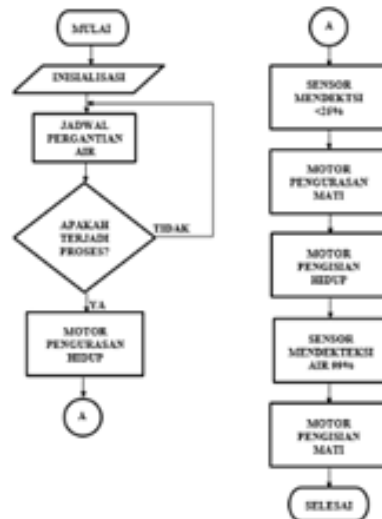 MULAI
INISIALISASI
JADWAL
PERGANTIAN
AIR
APAKAH
TERJADI
PROSES?
TIDAK
YA
MOTOR
PENGURASAN
HIDUP
A
A
SENSOR
MENDEKTSI
MOTOR
PENGURASAN
MATI
MOTOR
PENGISIAN
HIDUP
SENSOR
MENDEKTEKSI
AIR
MOTOR
PENGISIAN
MATI
SELESAI